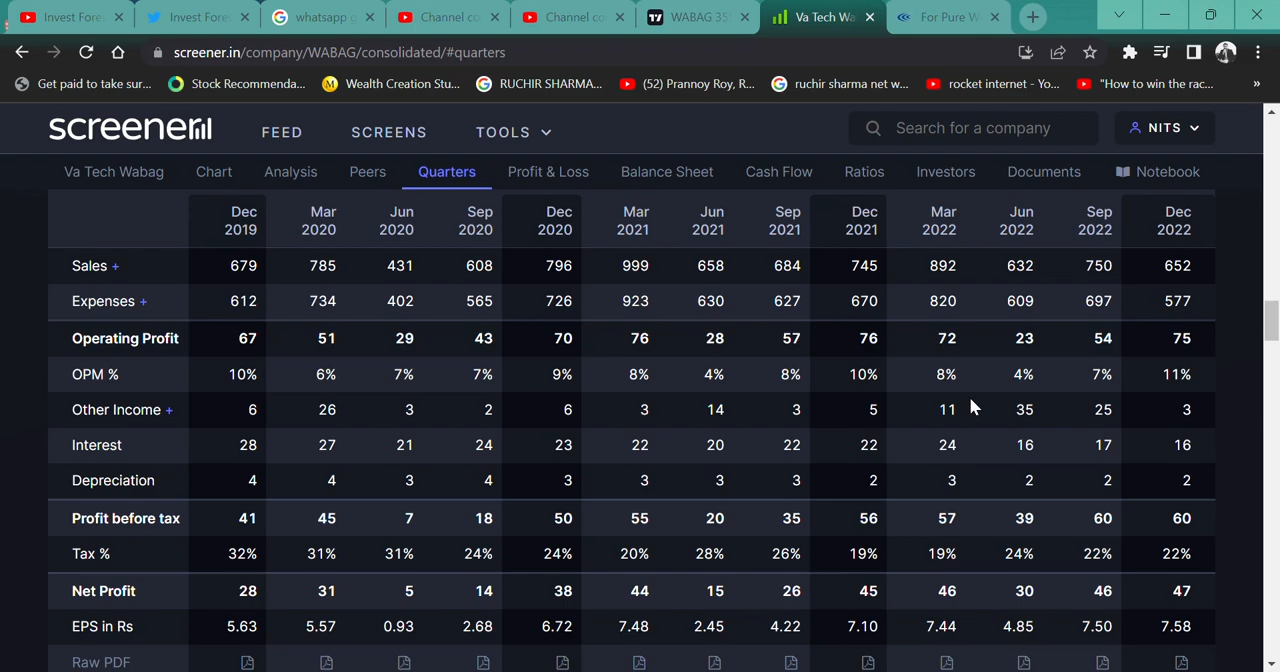 Invest Fore
Invest Fore
whatsapp
Channel co
Channel co
WABAG 35
Va Tech Wa
For Pure W
screener.in/company/WABAG/consolidated/#quarters
Get paid to take sur...
Stock Recommenda...
Wealth Creation Stu...
RUCHIR SHARMA...
(52) Prannoy Roy, R...
ruchir sharma net w...
rocket internet - Yo...
"How to win the rac...
»
screener
FEED
SCREENS
TOOLS
Search for a company
NITS
Va Tech Wabag Chart Analysis Peers Quarters Profit & Loss Balance Sheet Cash Flow Ratios Investors Documents Notebook
Dec 2019 Mar 2020 Jun 2020 Sep 2020 Dec 2020 Mar 2021 Jun 2021 Sep 2021 Dec 2021 Mar 2022 Jun 2022 Sep 2022 Dec 2022
Sales + 679 785 431 608 796 999 658 684 745 892 632 750 652
Expenses + 612 734 402 565 726 923 630 627 670 820 609 697 577
Operating Profit 67 51 29 43 70 76 28 57 76 72 23 54 75
OPM % 10% 6% 7% 7% 9% 8% 4% 8% 10% 8% 4% 7% 11%
Other Income + 6 26 3 2 6 3 14 3 5 11 35 25 3
Interest 28 27 21 24 23 22 20 22 22 24 16 17 16
Depreciation 4 4 3 4 3 3 3 3 2 3 2 2 2
Profit before tax 41 45 7 18 50 55 20 35 56 57 39 60 60
Tax % 32% 31% 31% 24% 24% 20% 28% 26% 19% 19% 24% 22% 22%
Net Profit 28 31 5 14 38 44 15 26 45 46 30 46 47
EPS in Rs 5.63 5.57 0.93 2.68 6.72 7.48 2.45 4.22 7.10 7.44 4.85 7.50 7.58
Raw PDF